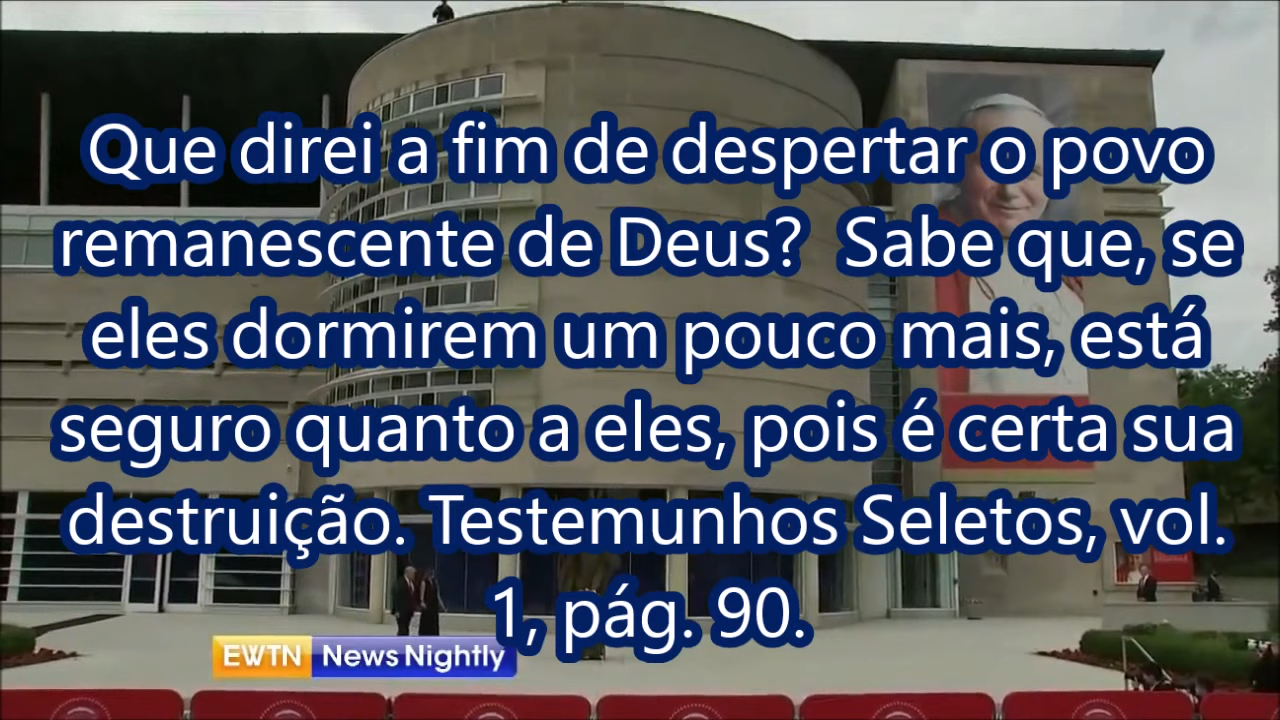 Que direi a fim de despertar o povo
remanescente de Deus?  Sabe que, se
eles dormirem um pouco mais, está
seguro quanto a eles, pois é certa sua
destruição. Testemunhos Seletos, vol.
1, pág. 90.
EWTN News Nightly